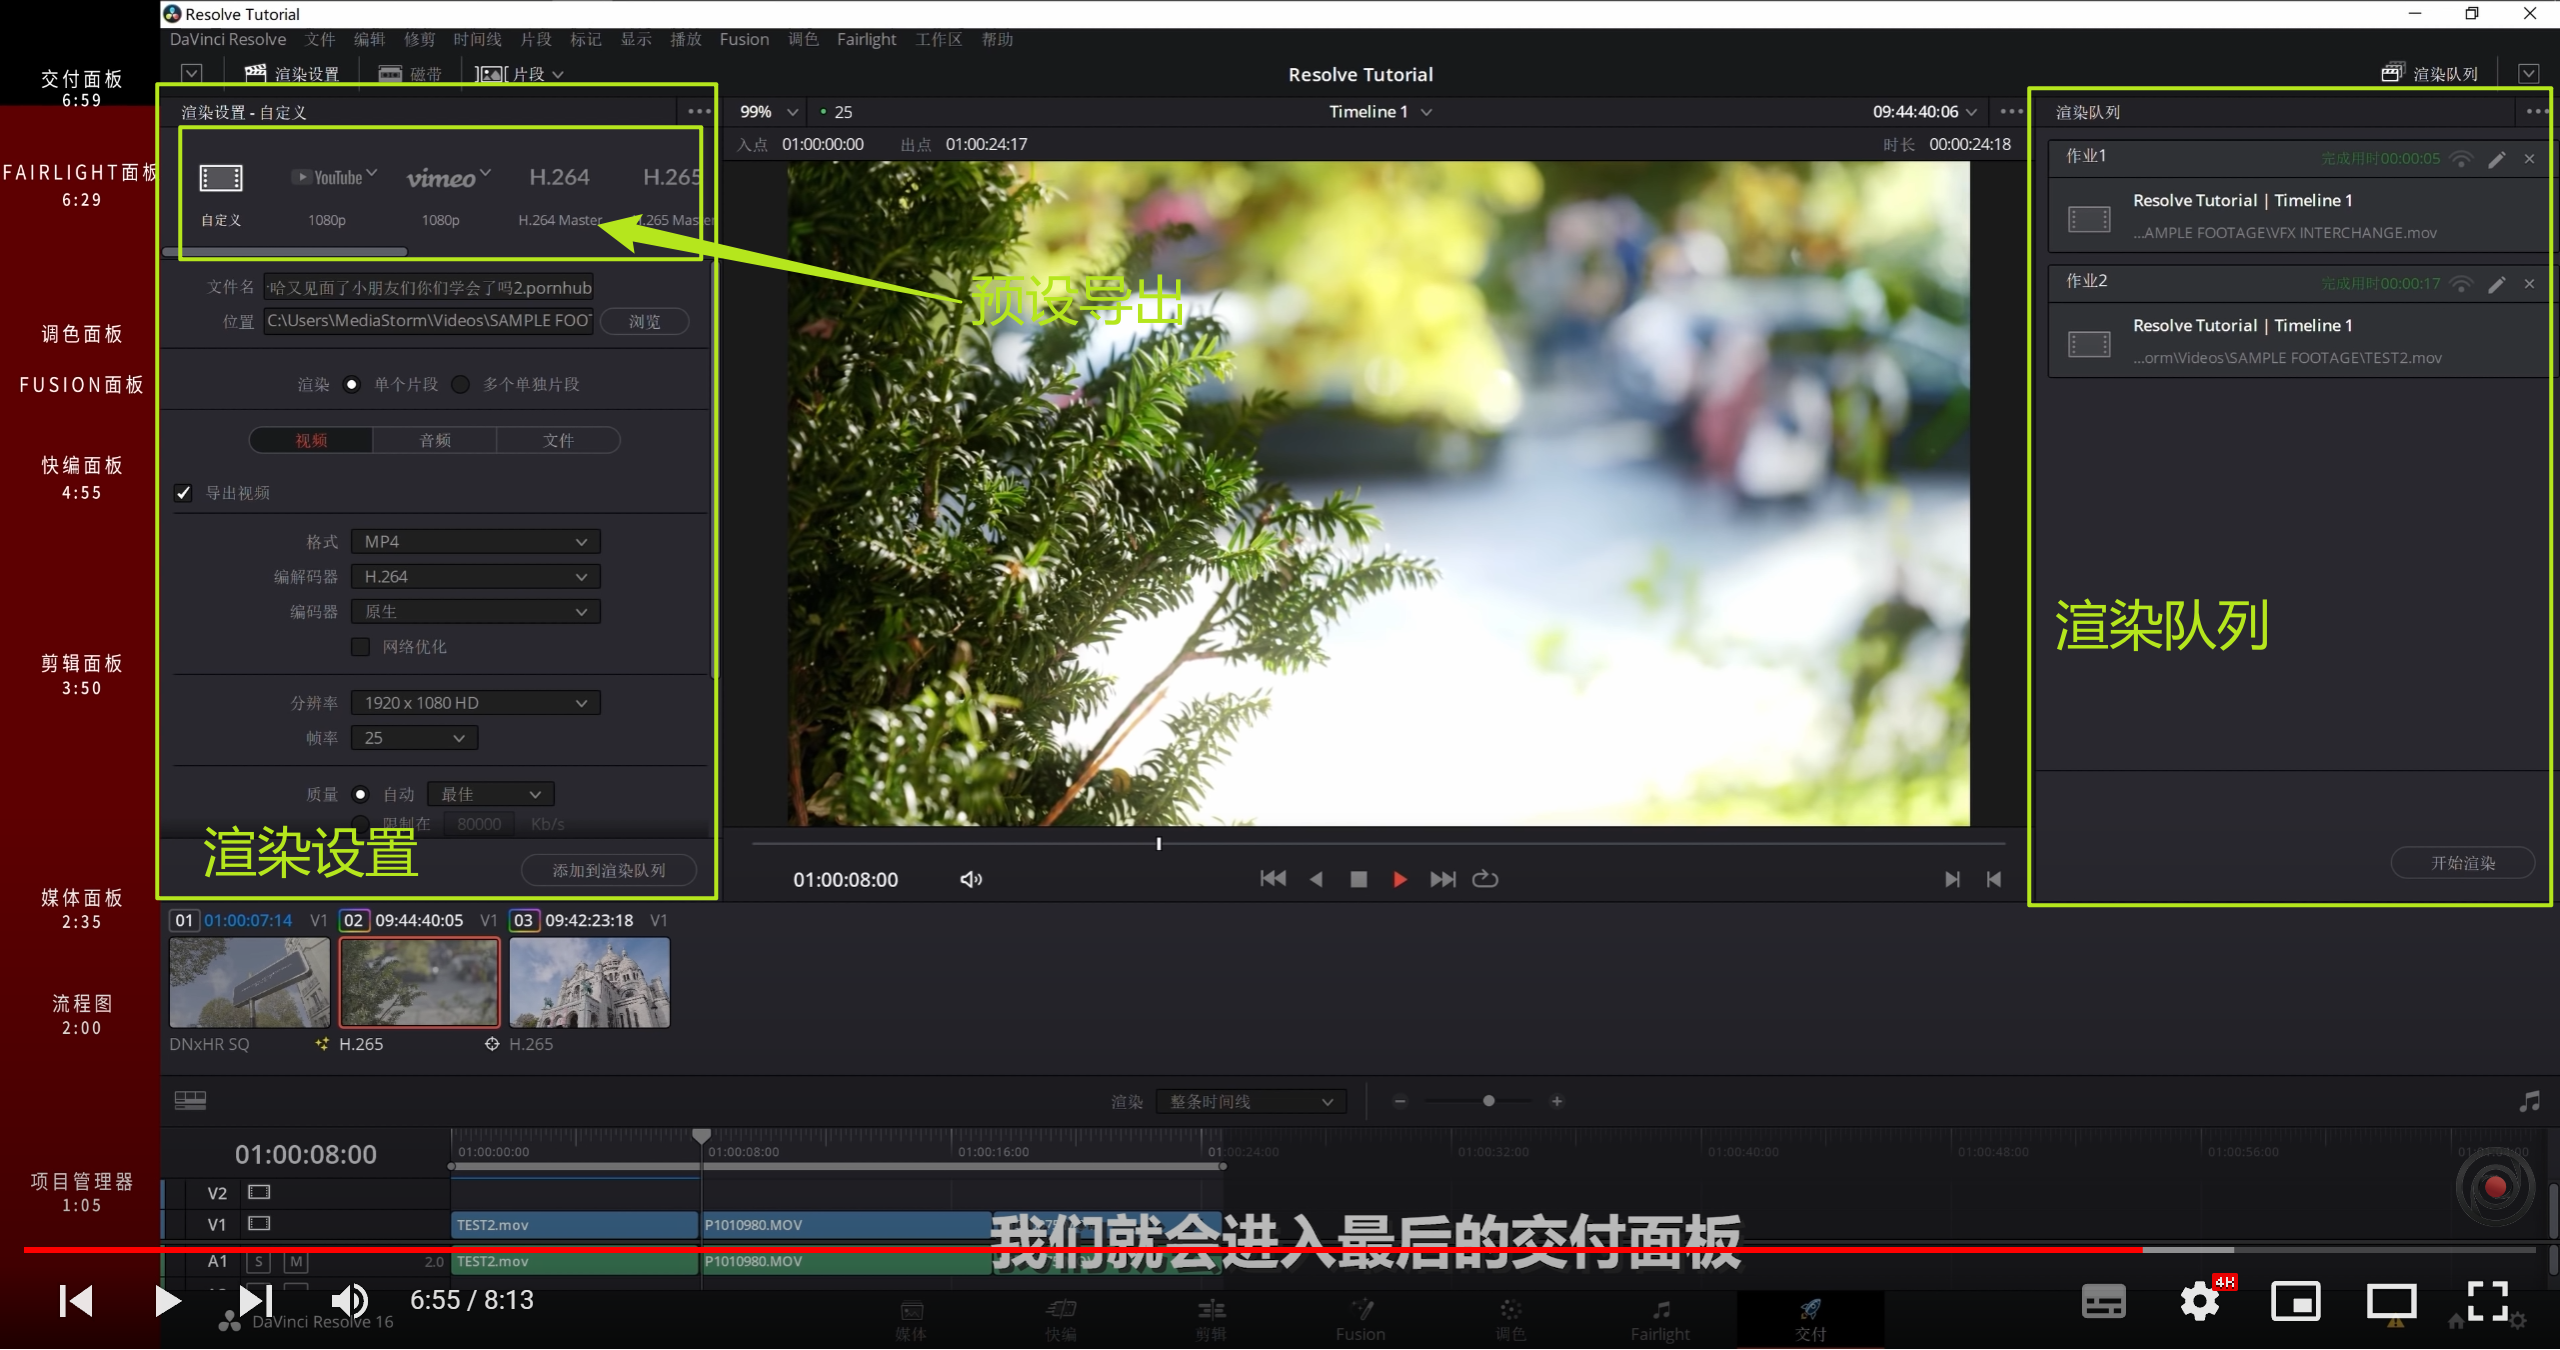 Resolve Tutorial
DaVinci Resolve 文件 编辑 修剪 时间线 片段 标记 显示 播放 Fusion 调色 Fairlight 工作区 帮助
渲染设置 磁带 片段 Resolve Tutorial 渲染队列
交付面板
6:59
FAIRLIGHT面板
6:29
调色面板
FUSION面板
快编面板
4:55
剪辑面板
3:50
媒体面板
2:35
流程图
2:00
项目管理器
1:05
渲染设置 - 自定义
YouTube vimeo H.264 H.265
自定义 1080p 1080p H.264 Master .265 Master
文件名 哈又见面了小朋友们你们学会了吗2.pornhub
位置 C:\Users\MediaStorm\Videos\SAMPLE FOO 浏览
渲染 单个片段 多个单独片段
视频 音频 文件
导出视频
格式 MP4
编解码器 H.264
编码器 原生
网络优化
分辨率 1920 x 1080 HD
帧率 25
质量 自动 最佳
限制在 80000 Kb/s
渲染设置
添加到渲染队列
99% 25 Timeline 1 09:44:40:06
入点 01:00:00:00 出点 01:00:24:17 时长 00:00:24:18
预设导出
01:00:08:00
渲染队列
作业1 完成用时00:00:05
Resolve Tutorial | Timeline 1
...AMPLE FOOTAGE\VFX INTERCHANGE.mov
作业2 完成用时00:00:17
Resolve Tutorial | Timeline 1
...orm\Videos\SAMPLE FOOTAGE\TEST2.mov
渲染队列
开始渲染
01 01:00:07:14 V1 02 09:44:40:05 V1 03 09:42:23:18 V1
DNxHR SQ H.265 H.265
渲染 整条时间线
01:00:08:00 01:00:00:00 01:00:08:00 01:00:16:00 01:00:24:00 01:00:32:00 01:00:40:00 01:00:48:00 01:00:56:00
V2
V1 TEST2.mov P1010980.MOV
我们就会进入最后的交付面板
A1 S M 2.0 TEST2.mov P1010980.MOV
6:55 / 8:13 4K
DaVinci Resolve 16 媒体 快编 剪辑 Fusion 调色 Fairlight 交付